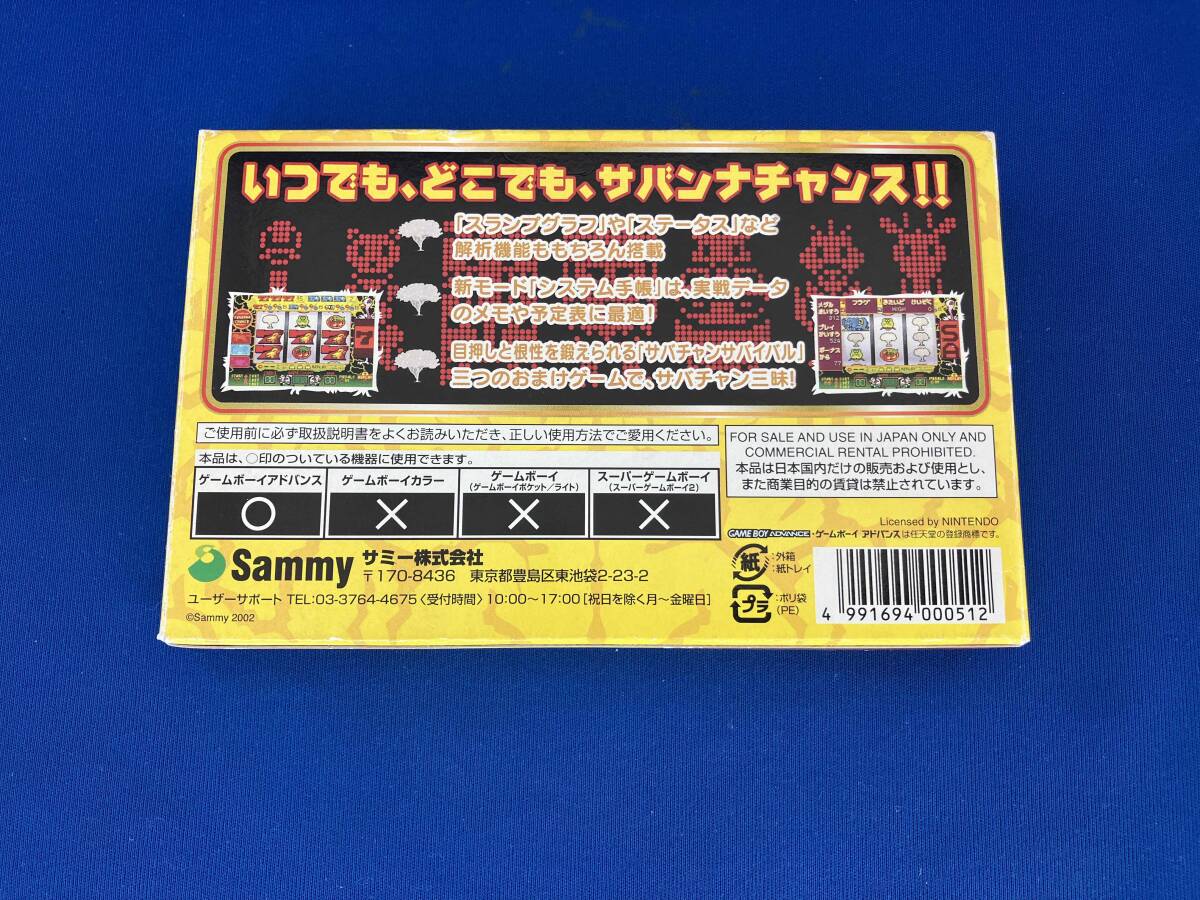 いつでも、どこでも、サバンナチャンス!!
「スランプグラフ」や「ステータス」など
解析機能ももちろん搭載
新モード「システム手帳」は、実戦データ
のメモや予定表に最適!
目押しと根性を鍛えられる「サバチャンサバイバル」
三つのおまけゲームで、サバチャン三昧!
ご使用前に必ず取扱説明書をよくお読みいただき、正しい使用方法でご愛用ください。
本品は、○印のついている機器に使用できます。
ゲームボーイアドバンス
ゲームボーイカラー
ゲームボーイ
(ゲームボーイポケット/ライト)
スーパーゲームボーイ
(スーパーゲームボーイ2)
○ × × ×
FOR SALE AND USE IN JAPAN ONLY AND
COMMERCIAL RENTAL PROHIBITED.
本品は日本国内だけの販売および使用とし、
また商業目的の賃貸は禁止されています。
Licensed by NINTENDO
GAME BOY ADVANCE・ゲームボーイ アドバンスは任天堂の登録商標です。
Sammy サミー株式会社
〒170-8436 東京都豊島区東池袋2-23-2
ユーザーサポート TEL:03-3764-4675〈受付時間〉10:00〜17:00[祝日を除く月〜金曜日]
©Sammy 2002
紙 :外箱
:紙トレイ
プラ :ポリ袋
(PE)
4 991694 000512